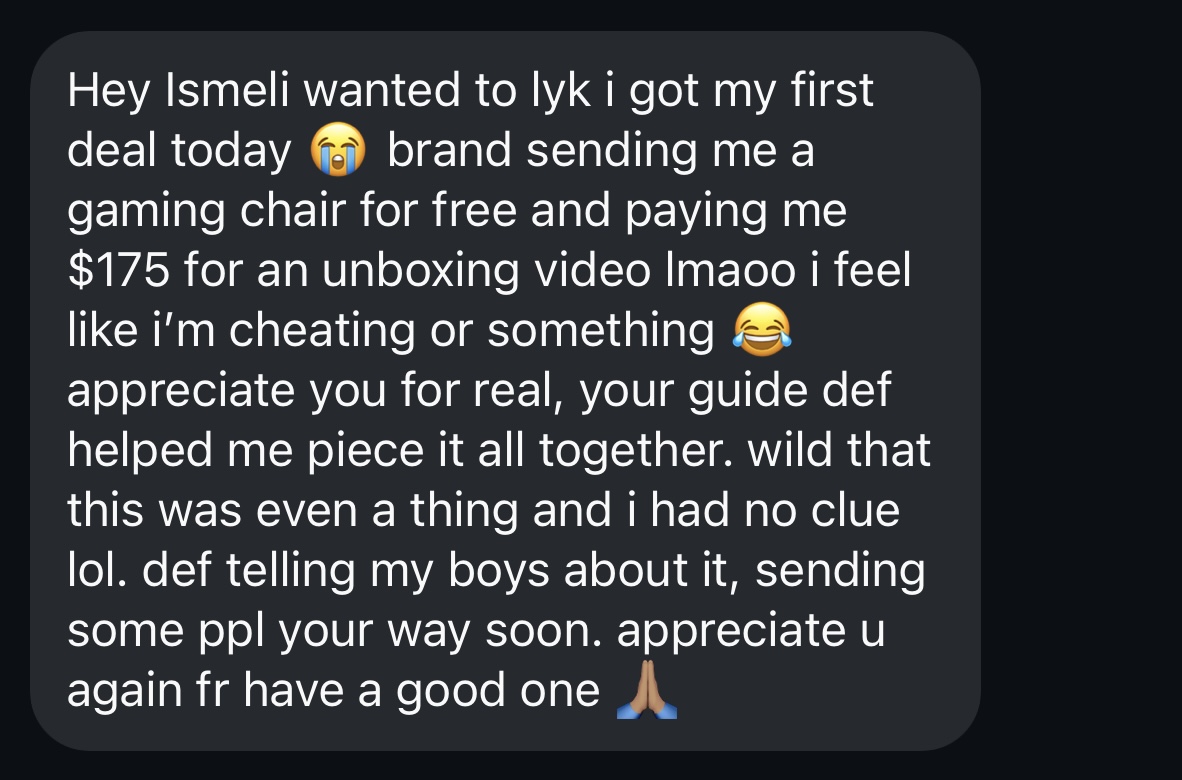 Hey Ismeli wanted to lyk i got my first
deal today 😭 brand sending me a
gaming chair for free and paying me
$175 for an unboxing video lmaoo i feel
like i’m cheating or something 😂
appreciate you for real, your guide def
helped me piece it all together. wild that
this was even a thing and i had no clue
lol. def telling my boys about it, sending
some ppl your way soon. appreciate u
again fr have a good one 🙏🏽